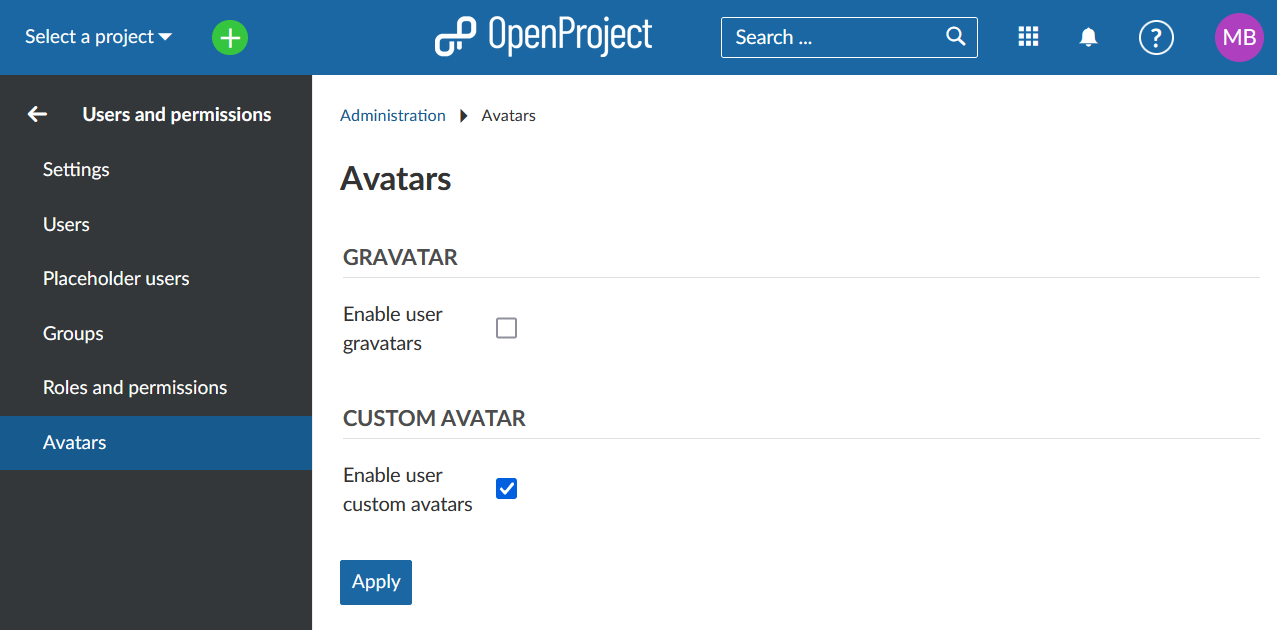 Select a project
OpenProject
Search ...
?
MB
Users and permissions
Settings
Users
Placeholder users
Groups
Roles and permissions
Avatars
Administration
Avatars
Avatars
GRAVATAR
Enable user
gravatars
CUSTOM AVATAR
Enable user
custom avatars
Apply